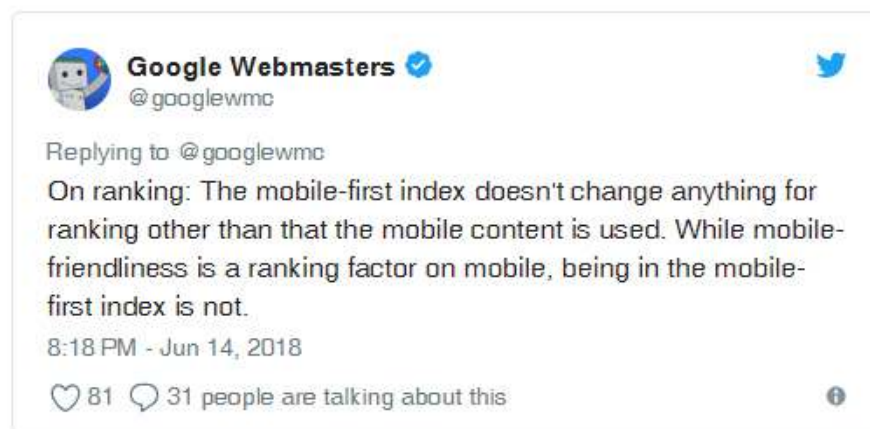 Google Webmasters
@googlewmc
Replying to @googlewmc
On ranking: The mobile-first index doesn't change anything for
ranking other than that the mobile content is used. While mobile-
friendliness is a ranking factor on mobile, being in the mobile-
first index is not.
8:18 PM - Jun 14, 2018
81 31 people are talking about this